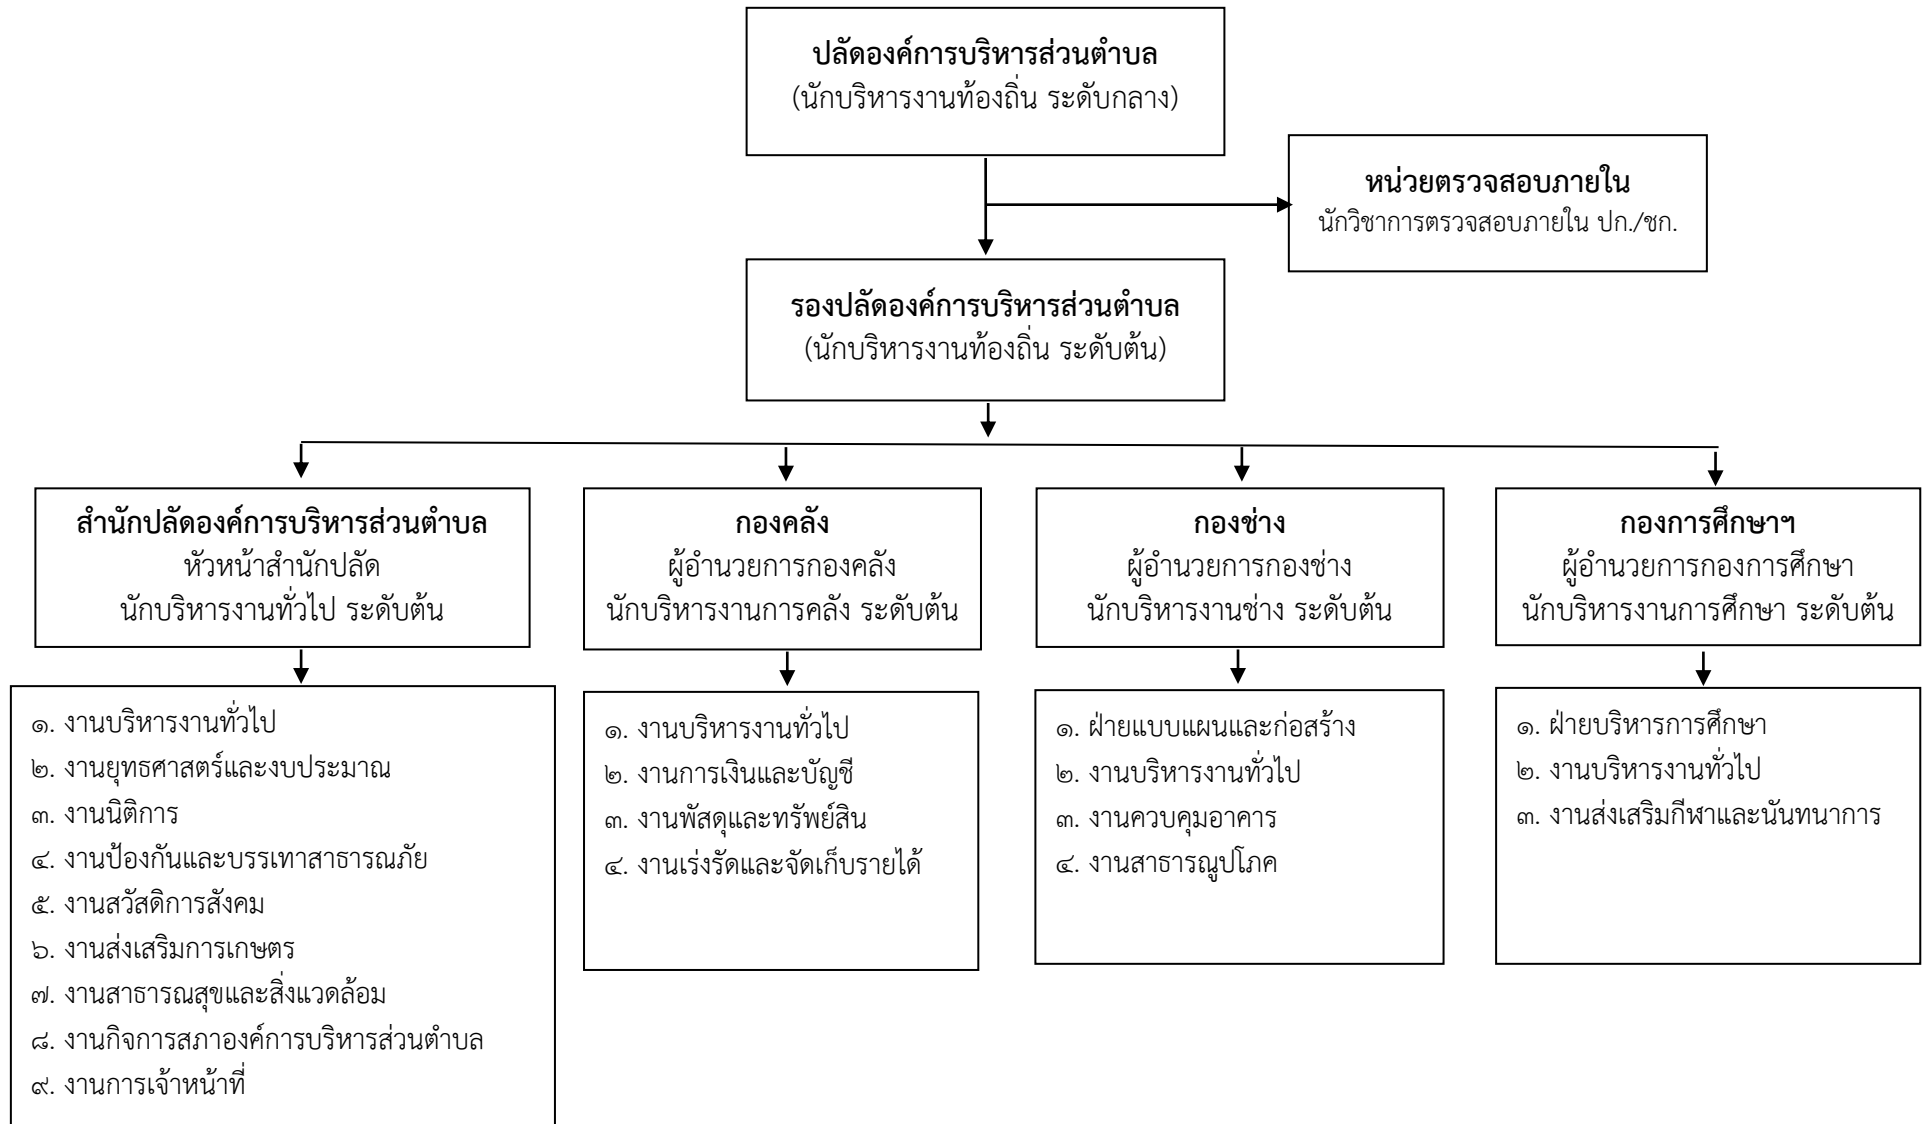 ปลัดองค์การบริหารส่วนตำบล
(นักบริหารงานท้องถิ่น ระดับกลาง)
หน่วยตรวจสอบภายใน
นักวิชาการตรวจสอบภายใน ปก./ชก.
รองปลัดองค์การบริหารส่วนตำบล
(นักบริหารงานท้องถิ่น ระดับต้น)
สำนักปลัดองค์การบริหารส่วนตำบล
หัวหน้าสำนักปลัด
นักบริหารงานทั่วไป ระดับต้น
กองคลัง
ผู้อำนวยการกองคลัง
นักบริหารงานการคลัง ระดับต้น
กองช่าง
ผู้อำนวยการกองช่าง
นักบริหารงานช่าง ระดับต้น
กองการศึกษาฯ
ผู้อำนวยการกองการศึกษา
นักบริหารงานการศึกษา ระดับต้น
๑. งานบริหารงานทั่วไป
๒. งานยุทธศาสตร์และงบประมาณ
๓. งานนิติการ
๔. งานป้องกันและบรรเทาสาธารณภัย
๕. งานสวัสดิการสังคม
๖. งานส่งเสริมการเกษตร
๗. งานสาธารณสุขและสิ่งแวดล้อม
๘. งานกิจการสภาองค์การบริหารส่วนตำบล
๙. งานการเจ้าหน้าที่
๑. งานบริหารงานทั่วไป
๒. งานการเงินและบัญชี
๓. งานพัสดุและทรัพย์สิน
๔. งานเร่งรัดและจัดเก็บรายได้
๑. ฝ่ายแบบแผนและก่อสร้าง
๒. งานบริหารงานทั่วไป
๓. งานควบคุมอาคาร
๔. งานสาธารณูปโภค
๑. ฝ่ายบริหารการศึกษา
๒. งานบริหารงานทั่วไป
๓. งานส่งเสริมกีฬาและนันทนาการ